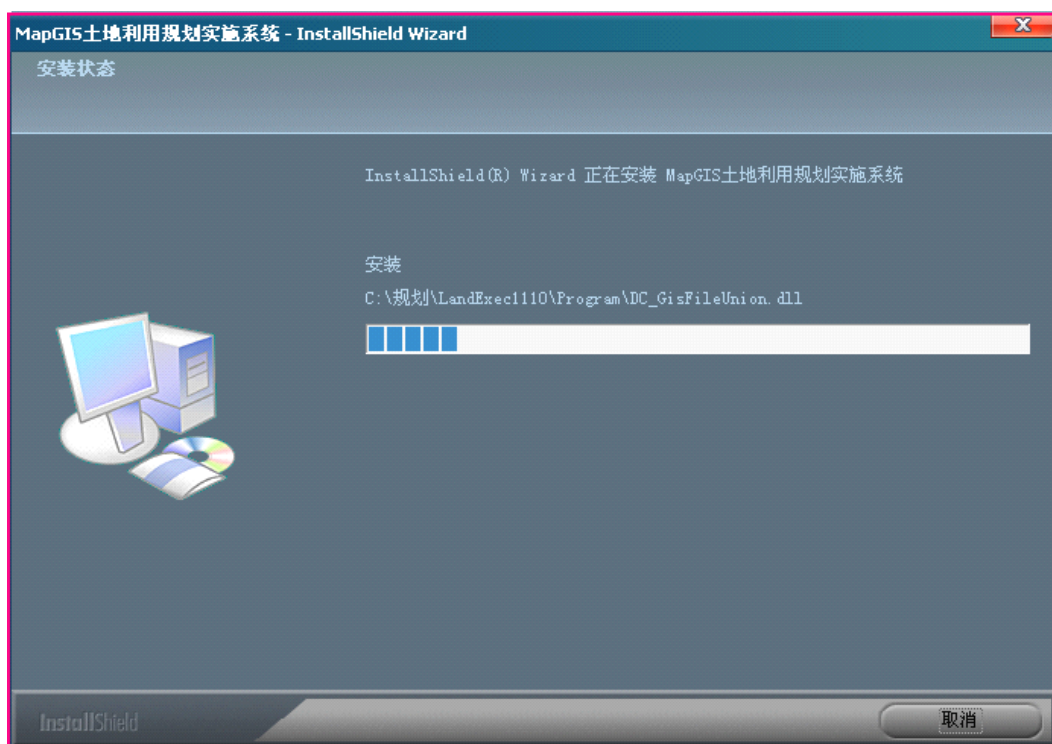 MapGIS土地利用规划实施系统 - InstallShield Wizard
安装状态
InstallShield(R) Wizard 正在安装 MapGIS土地利用规划实施系统
安装
C:\规划\LandExec1110\Program\DC_GisFileUnion.dll
InstallShield
取消